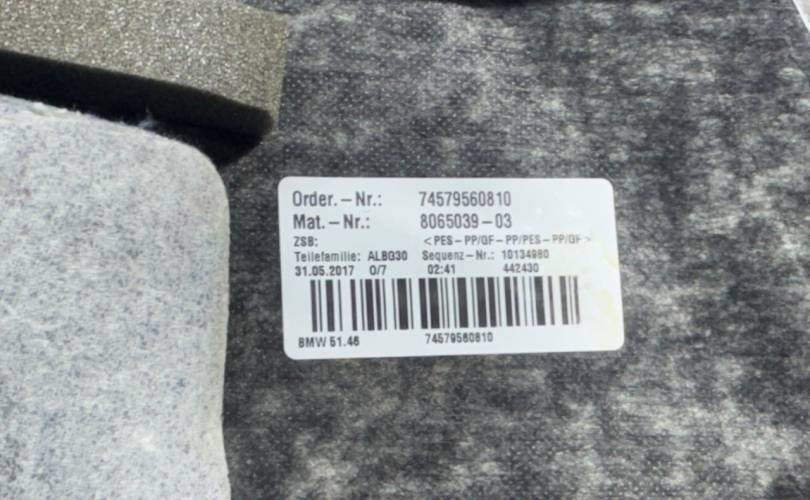 Order.-Nr.: 74579560810
Mat.-Nr.: 8065039-03
ZSB: <PES-PP/GF-PP/PES-PP/GF>
Teilefamilie: ALBG30 Sequenz-Nr.: 10134980
31.05.2017 0/7 02:41 442430
BMW 51.46 74579560810